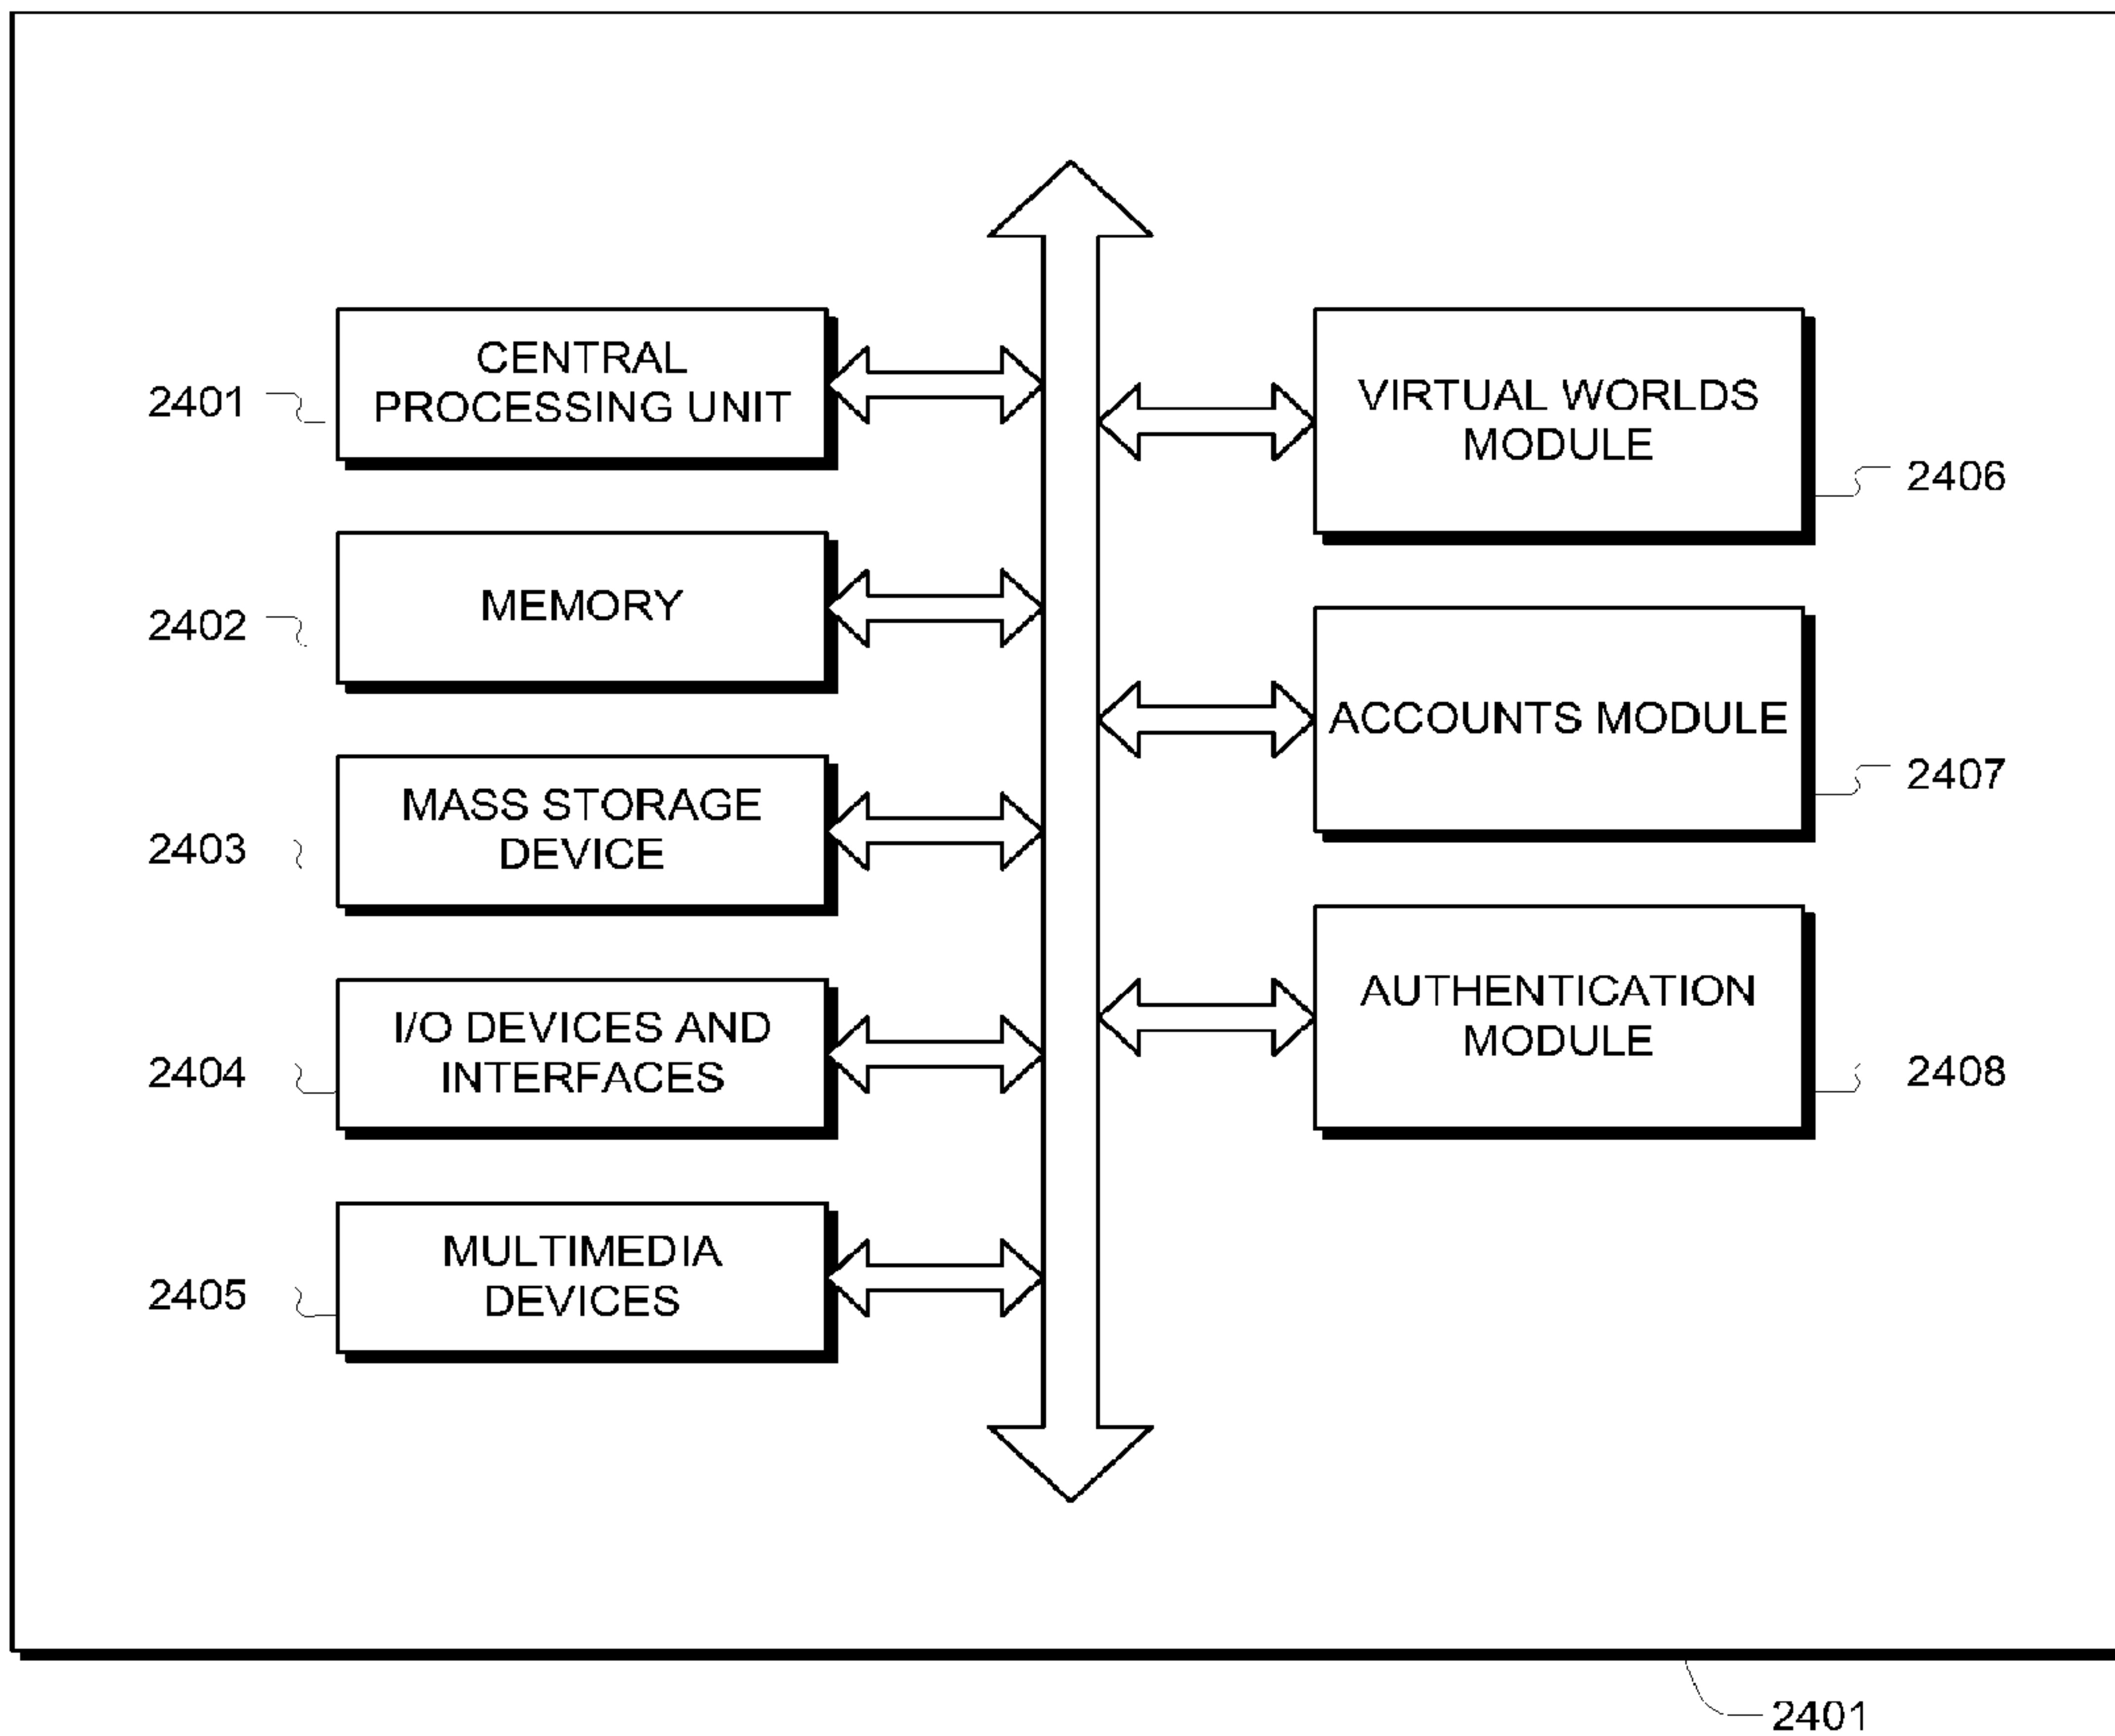 CENTRAL
PROCESSING UNIT
2401
MEMORY
2402
MASS STORAGE
DEVICE
2403
I/O DEVICES AND
INTERFACES
2404
MULTIMEDIA
DEVICES
2405
VIRTUAL WORLDS
MODULE
2406
ACCOUNTS MODULE
2407
AUTHENTICATION
MODULE
2408
2401